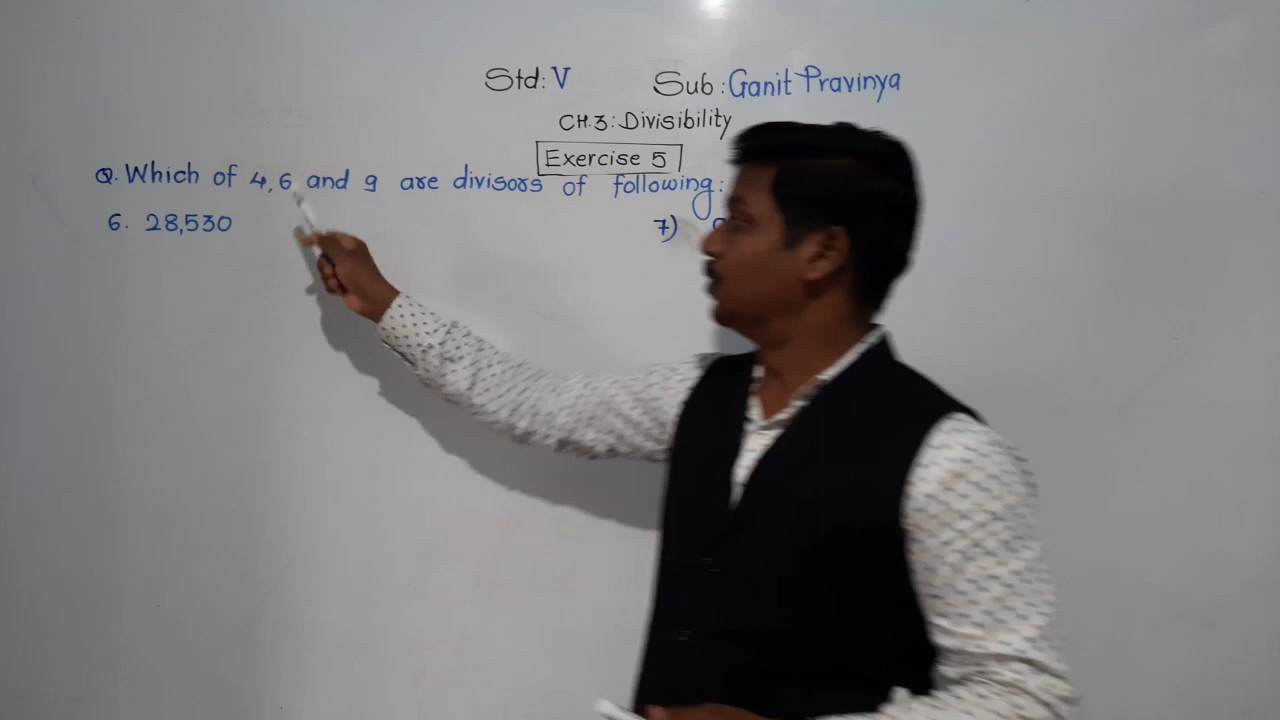 Std: V Sub: Ganit Pravinya
CH.3: Divisibility
Exercise 5
Q. Which of 4, 6 and 9 are divisors of following:
6. 28,530 7)